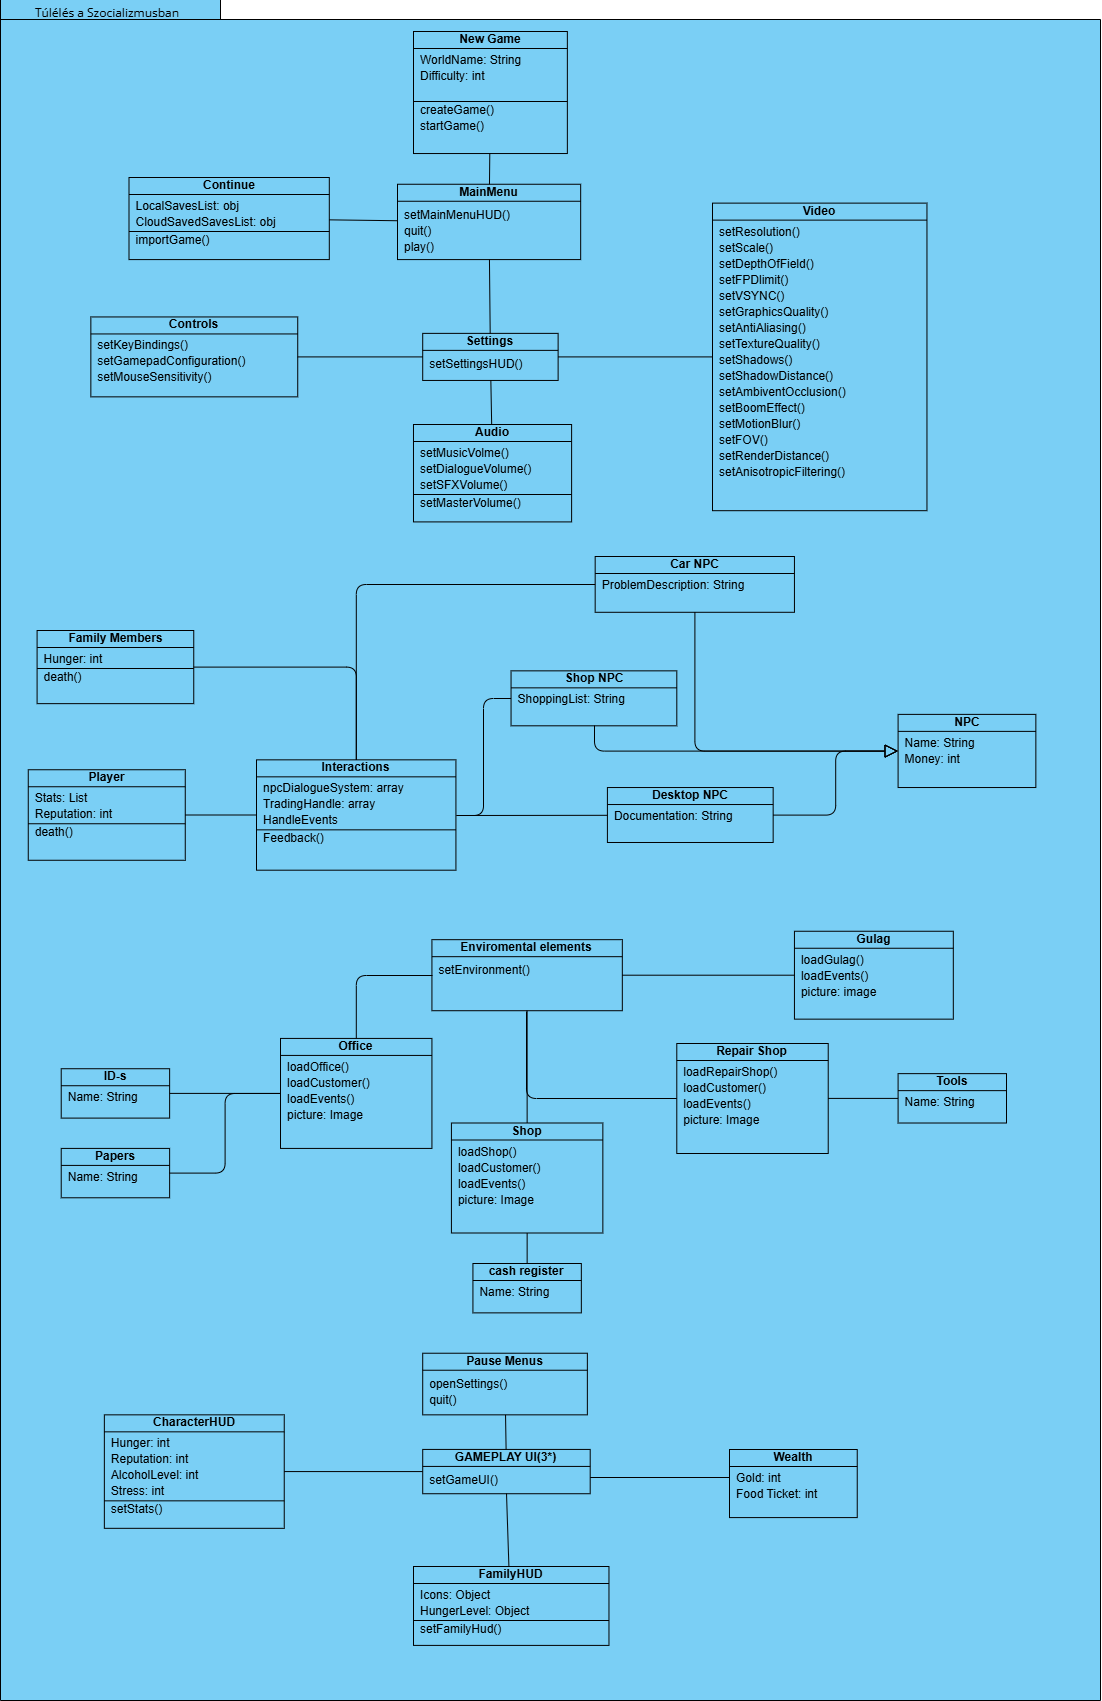 Túlélés a Szocializmusban
New Game
WorldName: String
Difficulty: int
createGame()
startGame()
Continue
LocalSavesList: obj
CloudSavedSavesList: obj
importGame()
MainMenu
setMainMenuHUD()
quit()
play()
Video
setResolution()
setScale()
setDepthOfField()
setFPDlimit()
setVSYNC()
setGraphicsQuality()
setAntiAliasing()
setTextureQuality()
setShadows()
setShadowDistance()
setAmbiventOcclusion()
setBoomEffect()
setMotionBlur()
setFOV()
setRenderDistance()
setAnisotropicFiltering()
Controls
setKeyBindings()
setGamepadConfiguration()
setMouseSensitivity()
Settings
setSettingsHUD()
Audio
setMusicVolme()
setDialogueVolume()
setSFXVolume()
setMasterVolume()
Car NPC
ProblemDescription: String
Family Members
Hunger: int
death()
Shop NPC
ShoppingList: String
NPC
Name: String
Money: int
Player
Stats: List
Reputation: int
death()
Interactions
npcDialogueSystem: array
TradingHandle: array
HandleEvents
Feedback()
Desktop NPC
Documentation: String
Enviromental elements
setEnvironment()
Gulag
loadGulag()
loadEvents()
picture: image
Office
loadOffice()
loadCustomer()
loadEvents()
picture: Image
Repair Shop
loadRepairShop()
loadCustomer()
loadEvents()
picture: Image
ID-s
Name: String
Tools
Name: String
Papers
Name: String
Shop
loadShop()
loadCustomer()
loadEvents()
picture: Image
cash register
Name: String
Pause Menus
openSettings()
quit()
CharacterHUD
Hunger: int
Reputation: int
AlcoholLevel: int
Stress: int
setStats()
GAMEPLAY UI(3*)
setGameUI()
Wealth
Gold: int
Food Ticket: int
FamilyHUD
Icons: Object
HungerLevel: Object
setFamilyHud()